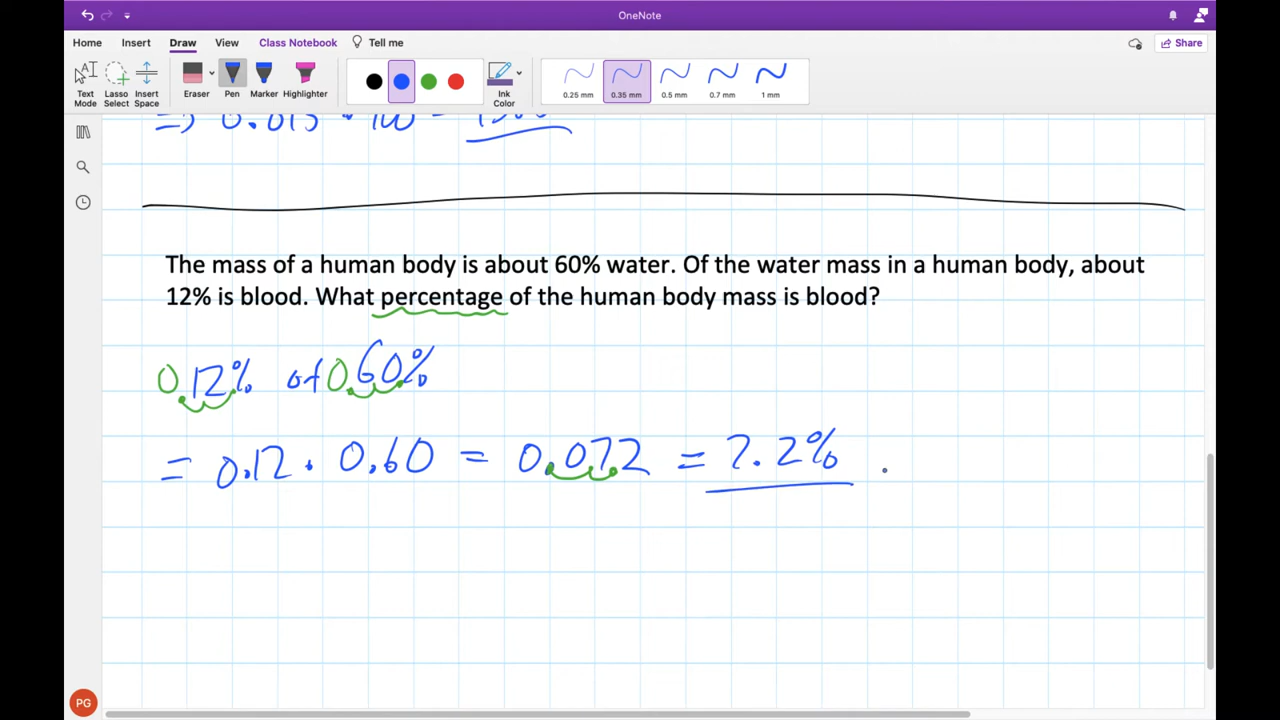 OneNote
Home Insert Draw View Class Notebook Tell me Share
Text Mode Lasso Select Insert Space Eraser Pen Marker Highlighter Ink Color 0.25 mm 0.35 mm 0.5 mm 0.7 mm 1 mm
⇒ 0.015 · 100 =
The mass of a human body is about 60% water. Of the water mass in a human body, about
12% is blood. What percentage of the human body mass is blood?
0.12% of 0.60%
= 0.12 · 0.60 = 0.072 = 7.2%
PG